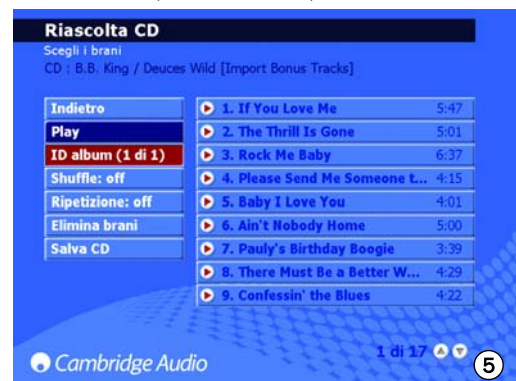 Riascolta CD
Scegli i brani
CD : B.B. King / Deuces Wild [Import Bonus Tracks]
Indietro
Play
ID album (1 di 1)
Shuffle: off
Ripetizione: off
Elimina brani
Salva CD
1. If You Love Me 5:47
2. The Thrill Is Gone 5:01
3. Rock Me Baby 6:37
4. Please Send Me Someone t... 4:15
5. Baby I Love You 4:01
6. Ain't Nobody Home 5:00
7. Pauly's Birthday Boogie 3:39
8. There Must Be a Better W... 4:29
9. Confessin' the Blues 4:22
1 di 17
Cambridge Audio
5